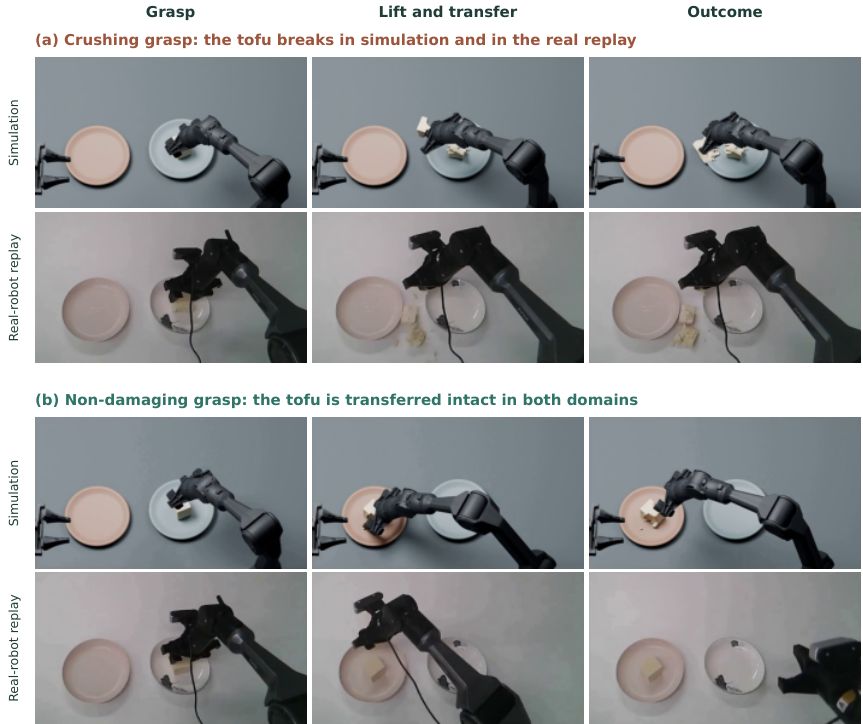 Grasp Lift and transfer Outcome
(a) Crushing grasp: the tofu breaks in simulation and in the real replay
Simulation
Real-robot replay
(b) Non-damaging grasp: the tofu is transferred intact in both domains
Simulation
Real-robot replay